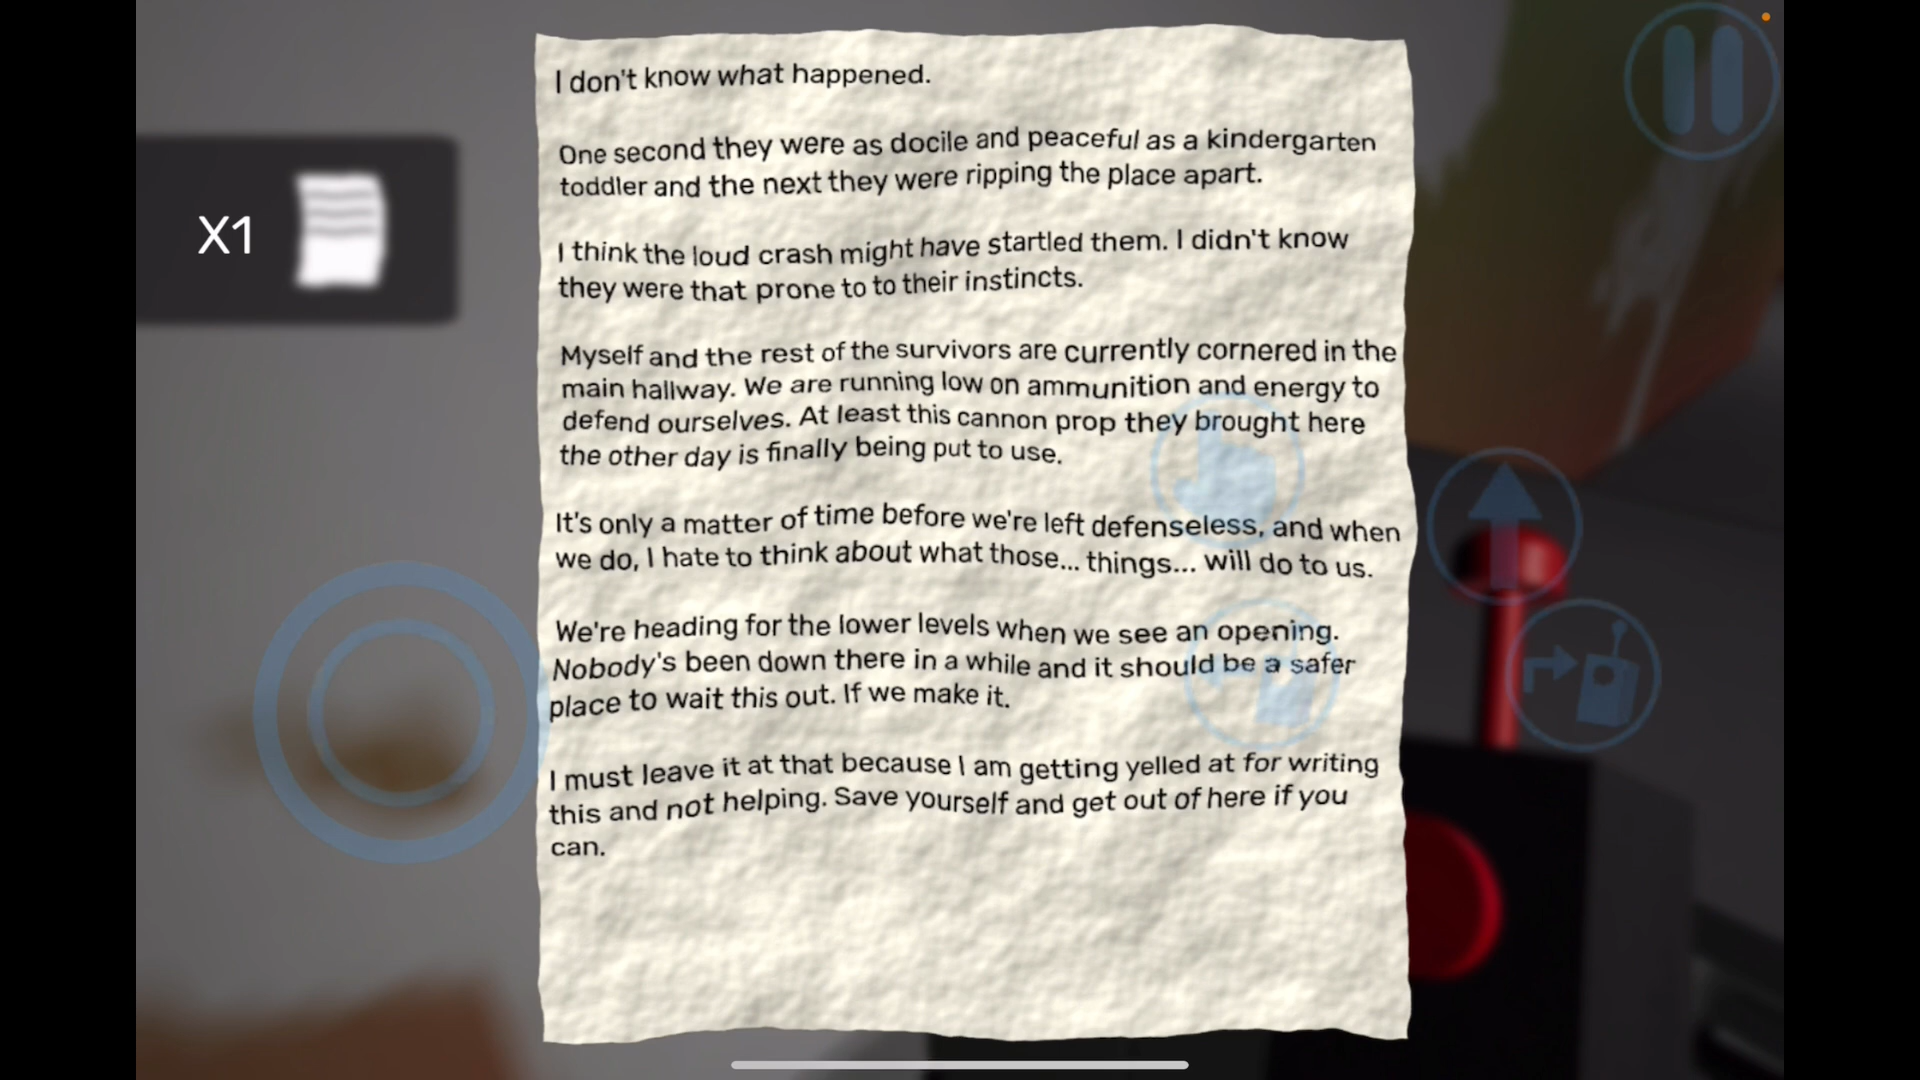 I don't know what happened.
One second they were as docile and peaceful as a kindergarten
toddler and the next they were ripping the place apart.
I think the loud crash might have startled them. I didn't know
they were that prone to to their instincts.
Myself and the rest of the survivors are currently cornered in the
main hallway. We are running low on ammunition and energy to
defend ourselves. At least this cannon prop they brought here
the other day is finally being put to use.
It's only a matter of time before we're left defenseless, and when
we do, I hate to think about what those... things... will do to us.
We're heading for the lower levels when we see an opening.
Nobody's been down there in a while and it should be a safer
place to wait this out. If we make it.
I must leave it at that because I am getting yelled at for writing
this and not helping. Save yourself and get out of here if you
can.
X1